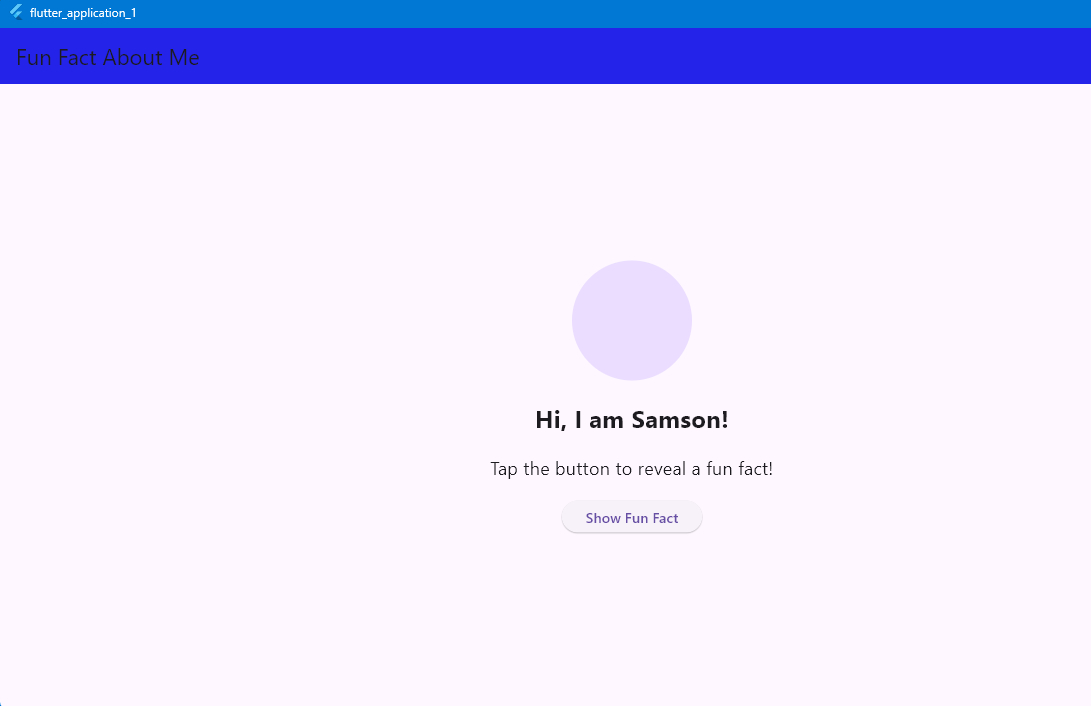 flutter_application_1
Fun Fact About Me
Hi, I am Samson!
Tap the button to reveal a fun fact!
Show Fun Fact